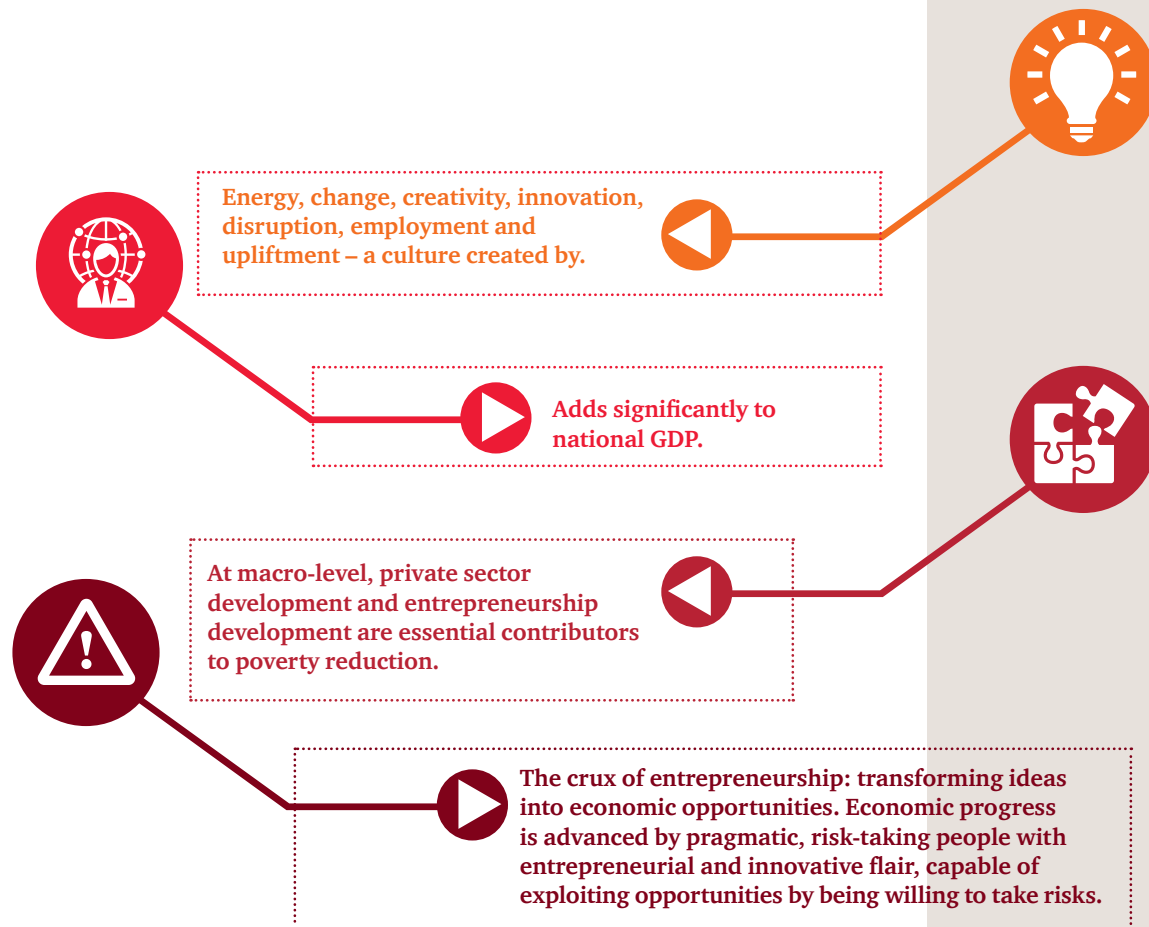 Energy, change, creativity, innovation,
disruption, employment and
upliftment – a culture created by.
Adds significantly to
national GDP.
At macro-level, private sector
development and entrepreneurship
development are essential contributors
to poverty reduction.
The crux of entrepreneurship: transforming ideas
into economic opportunities. Economic progress
is advanced by pragmatic, risk-taking people with
entrepreneurial and innovative flair, capable of
exploiting opportunities by being willing to take risks.